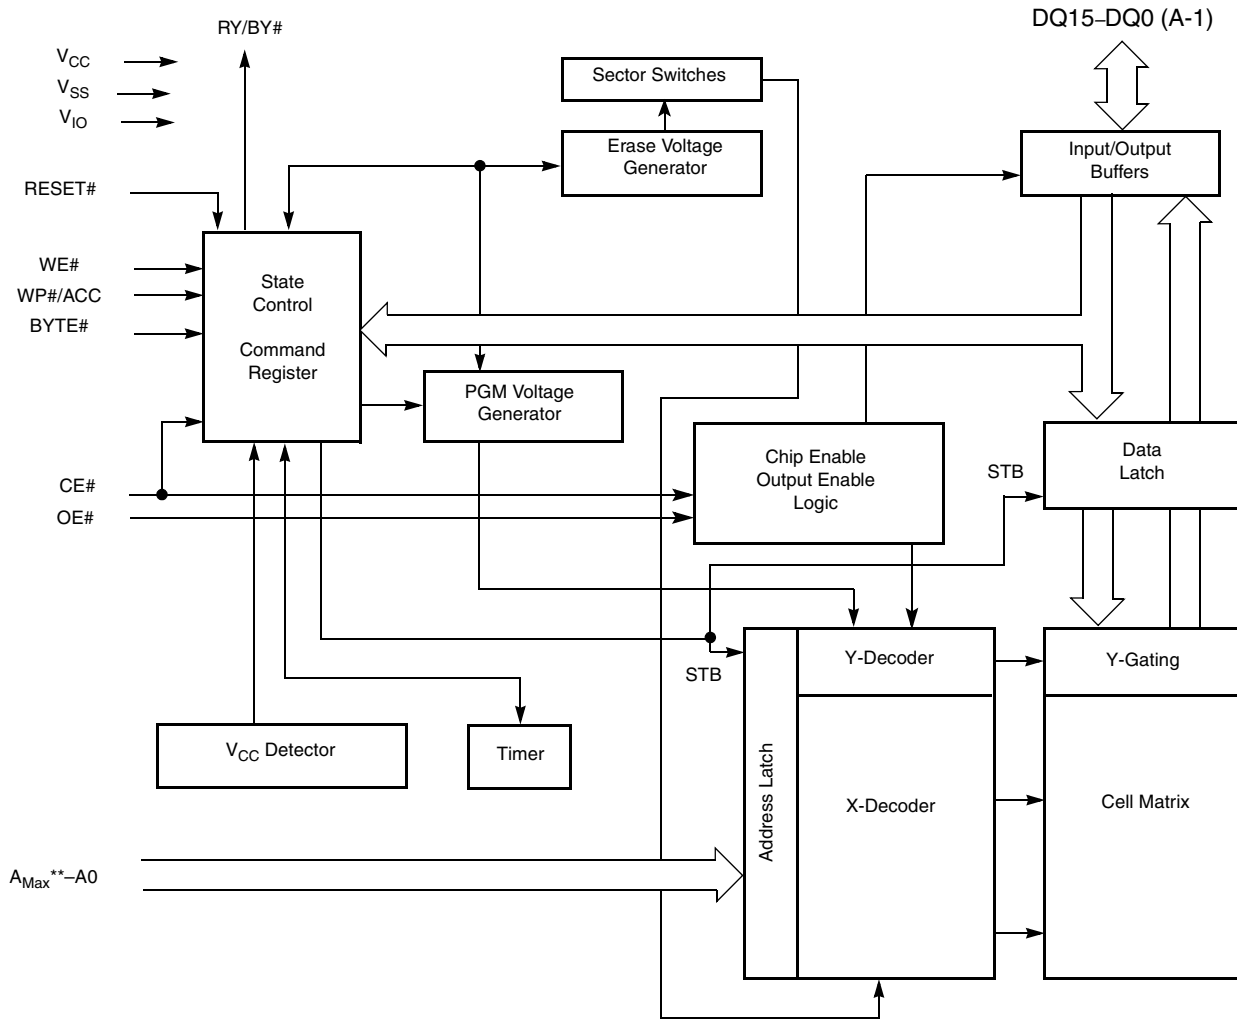 DQ15–DQ0 (A-1)
RY/BY#
VCC
VSS
VIO
Sector Switches
Erase Voltage
Generator
Input/Output
Buffers
RESET#
WE#
WP#/ACC
BYTE#
State
Control
Command
Register
PGM Voltage
Generator
Chip Enable
Output Enable
Logic
Data
Latch
STB
CE#
OE#
STB
Y-Decoder
Y-Gating
VCC Detector
Timer
Address Latch
X-Decoder
Cell Matrix
AMax**–A0